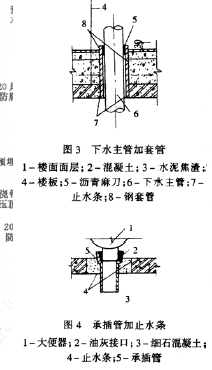 4
8
5
6
7
图 3 下水主管加套管
1－楼面面层；2－混凝土；3－水泥焦渣；
4－楼板；5－沥青麻刀；6－下水主管；7－
止水条；8－钢套管
1
5
2
4
3
图 4 承插管加止水条
1－大便器；2－油灰接口；3－细石混凝土；
4－止水条；5－承插管
20
防麻
20
防